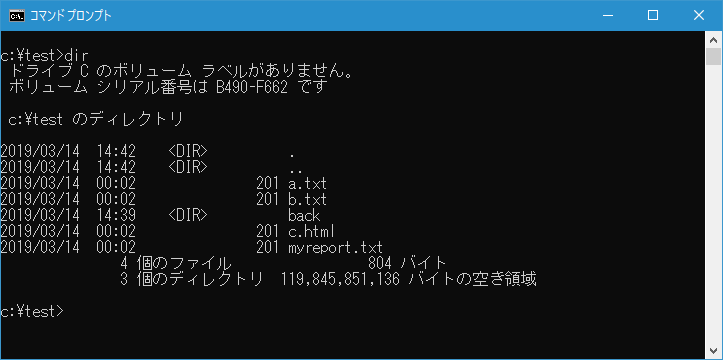 コマンドプロンプト
c:¥test>dir
ドライブ C のボリューム ラベルがありません。
ボリューム シリアル番号は B490-F662 です
c:¥test のディレクトリ
2019/03/14  14:42    <DIR>          .
2019/03/14  14:42    <DIR>          ..
2019/03/14  00:02               201 a.txt
2019/03/14  00:02               201 b.txt
2019/03/14  14:39    <DIR>          back
2019/03/14  00:02               201 c.html
2019/03/14  00:02               201 myreport.txt
4 個のファイル                 804 バイト
3 個のディレクトリ  119,845,851,136 バイトの空き領域
c:¥test>